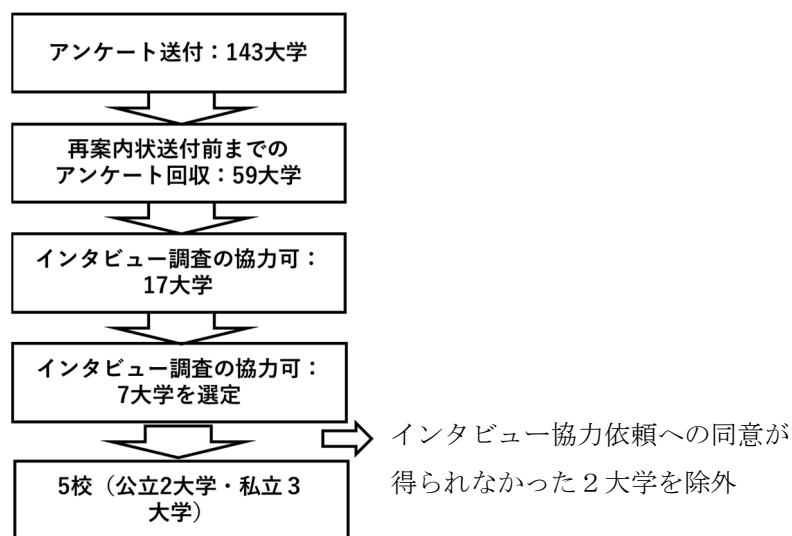 アンケート送付：143大学
再案内状送付前までの
アンケート回収：59大学
インタビュー調査の協力可：
17大学
インタビュー調査の協力可：
7大学を選定
インタビュー協力依頼への同意が
得られなかった２大学を除外
5校（公立2大学・私立３
大学）